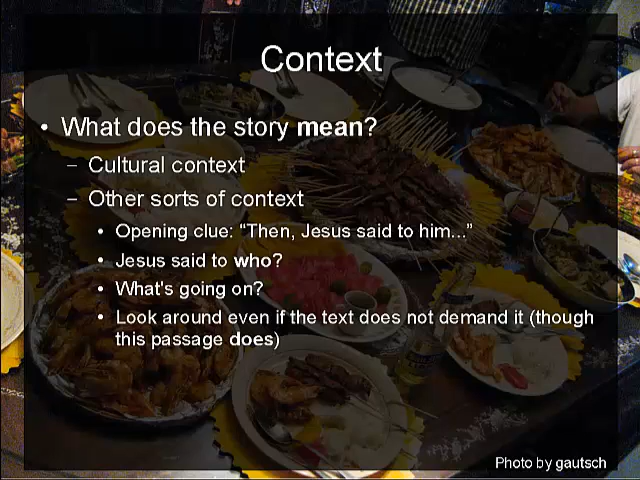 Context
• What does the story mean?
– Cultural context
– Other sorts of context
• Opening clue: “Then, Jesus said to him...”
• Jesus said to who?
• What's going on?
• Look around even if the text does not demand it (though
this passage does)
Photo by gautsch